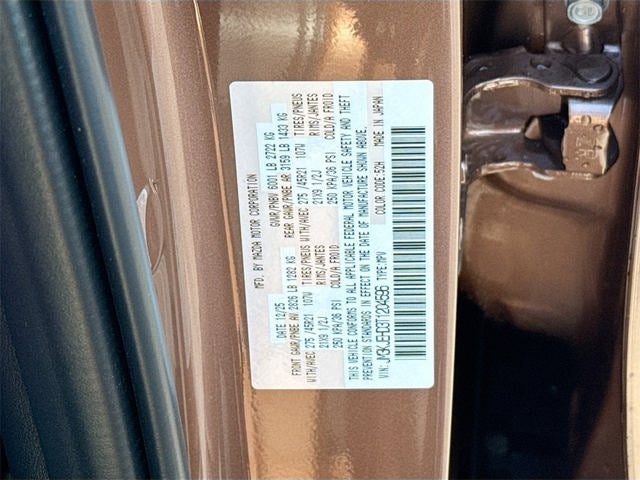 MFD. BY MAZDA MOTOR CORPORATION
DATE 12/25 GVWR/PNBV 6001 LB 2722 KG
FRONT GAWR/PNBE AV 2826 LB 1282 KG REAR GAWR/PNBE AR 3159 LB 1433 KG
WITH/AVEC 275 /45R21 107W TIRES/PNEUS WITH/AVEC 275 /45R21 107W TIRES/PNEUS
21X9 1/2J RIMS/JANTES 21X9 1/2J RIMS/JANTES
250 KPA/36 PSI COLD/A FROID 250 KPA/36 PSI COLD/A FROID
THIS VEHICLE CONFORMS TO ALL APPLICABLE FEDERAL MOTOR VEHICLE SAFETY AND THEFT
PREVENTION STANDARDS IN EFFECT ON THE DATE OF MANUFACTURE SHOWN ABOVE.
VIN: TYPE:MPV COLOR CODE:52H MADE IN JAPAN